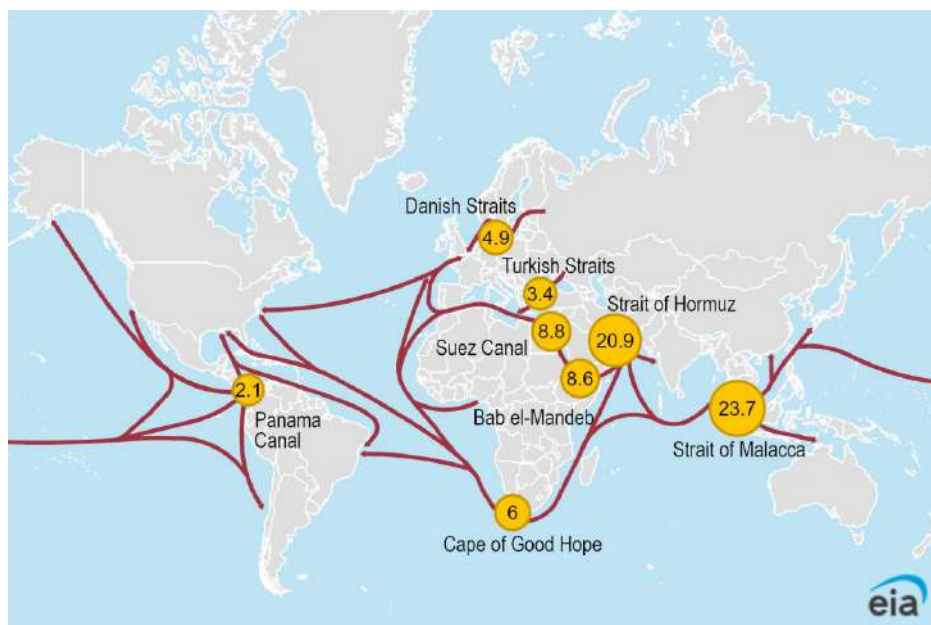 Danish Straits
4.9
Turkish Straits
3.4
Strait of Hormuz
8.8
20.9
Suez Canal
8.6
2.1
Bab el-Mandeb
23.7
Panama
Canal
Strait of Malacca
6
Cape of Good Hope
eia